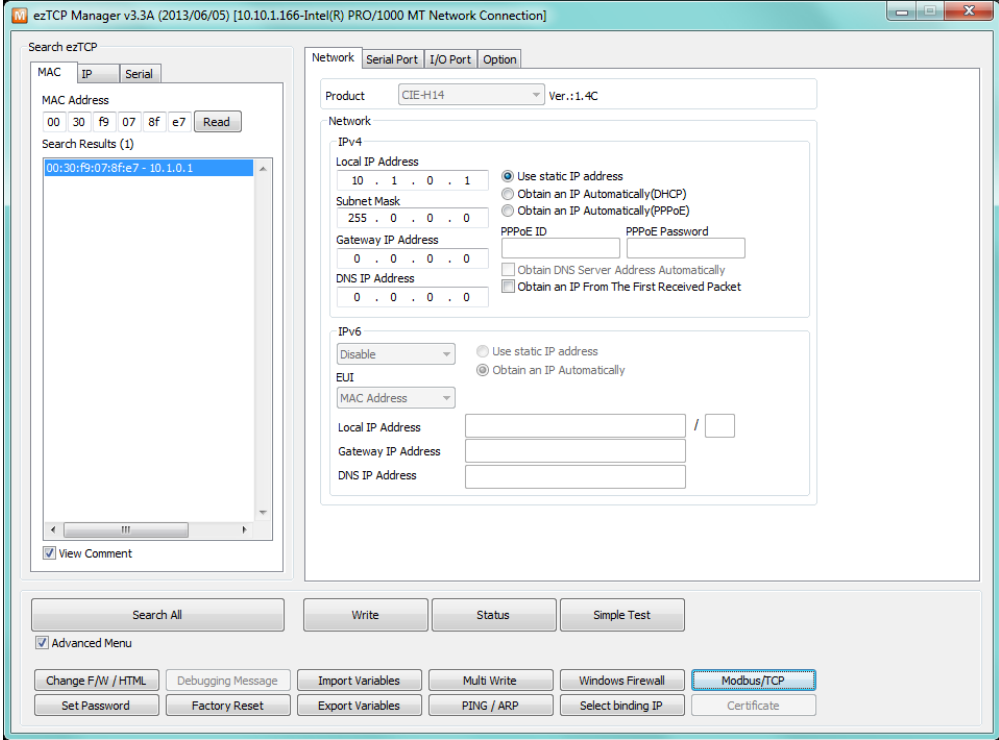 ezTCP Manager v3.3A (2013/06/05) [10.10.1.166-Intel(R) PRO/1000 MT Network Connection]
Search ezTCP
MAC IP Serial
MAC Address
00 30 f9 07 8f e7 Read
Search Results (1)
00:30:f9:07:8f:e7 - 10.1.0.1
View Comment
Network Serial Port I/O Port Option
Product CIE-H14 Ver.:1.4C
Network
IPv4
Local IP Address
10 . 1 . 0 . 1
Subnet Mask
255 . 0 . 0 . 0
Gateway IP Address
0 . 0 . 0 . 0
DNS IP Address
0 . 0 . 0 . 0
Use static IP address
Obtain an IP Automatically(DHCP)
Obtain an IP Automatically(PPPoE)
PPPoE ID PPPoE Password
Obtain DNS Server Address Automatically
Obtain an IP From The First Received Packet
IPv6
Disable
EUI
MAC Address
Use static IP address
Obtain an IP Automatically
Local IP Address /
Gateway IP Address
DNS IP Address
Search All Write Status Simple Test
Advanced Menu
Change F/W / HTML Debugging Message Import Variables Multi Write Windows Firewall Modbus/TCP
Set Password Factory Reset Export Variables PING / ARP Select binding IP Certificate